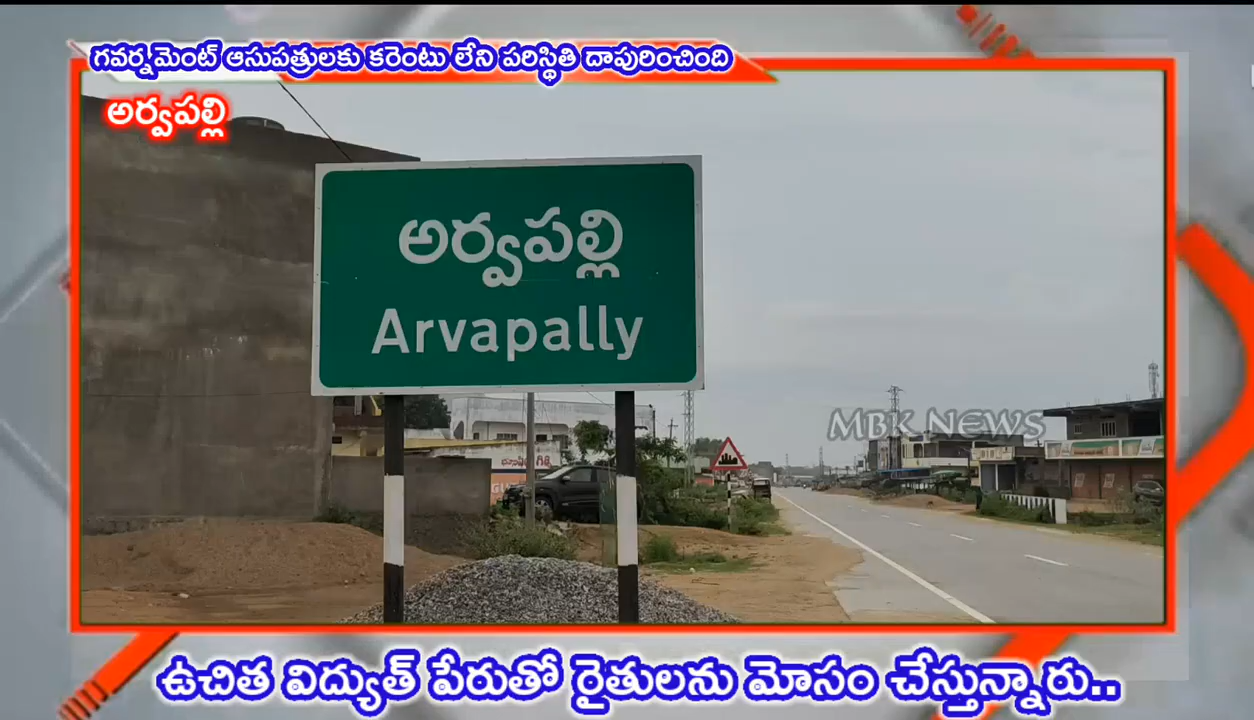 గవర్నమెంట్ ఆసుపత్రులకు కరెంటు లేని పరిస్థితి దాపురించింది
అర్వపల్లి
అర్వపల్లి
Arvapally
MBK NEWS
ఉచిత విద్యుత్ పేరుతో రైతులను మోసం చేస్తున్నారు..